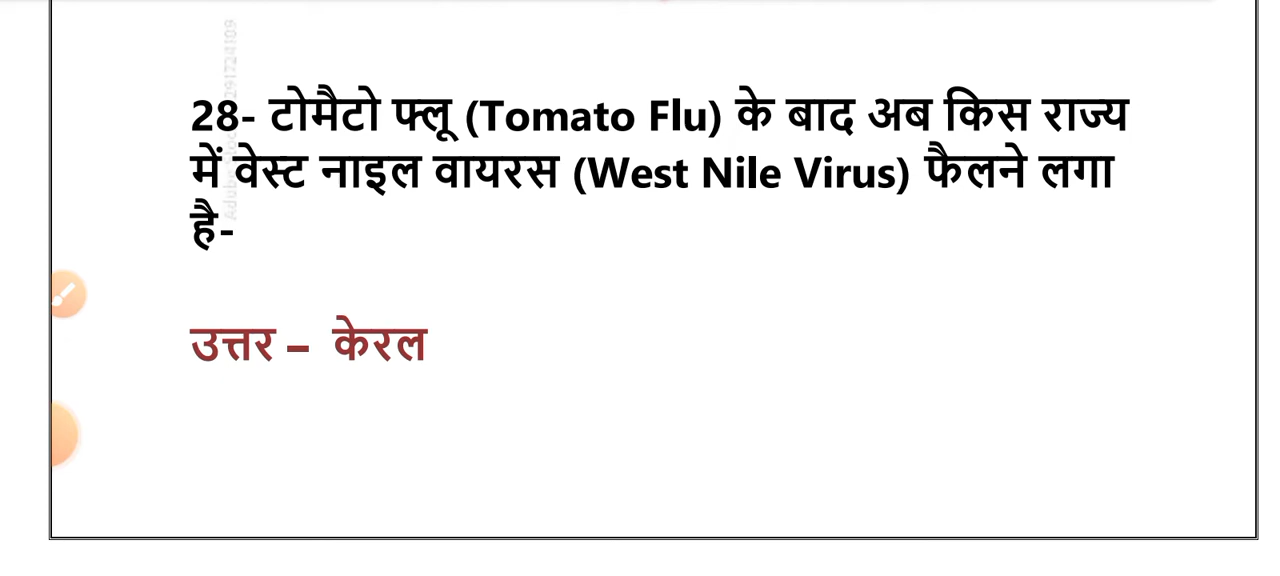 28- टोमैटो फ्लू (Tomato Flu) के बाद अब किस राज्य
में वेस्ट नाइल वायरस (West Nile Virus) फैलने लगा
है-
उत्तर – केरल